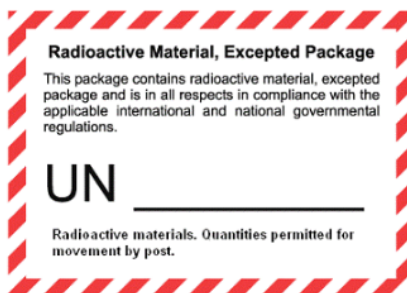 Radioactive Material, Excepted Package
This package contains radioactive material, excepted
package and is in all respects in compliance with the
applicable international and national governmental
regulations.
UN
Radioactive materials. Quantities permitted for
movement by post.